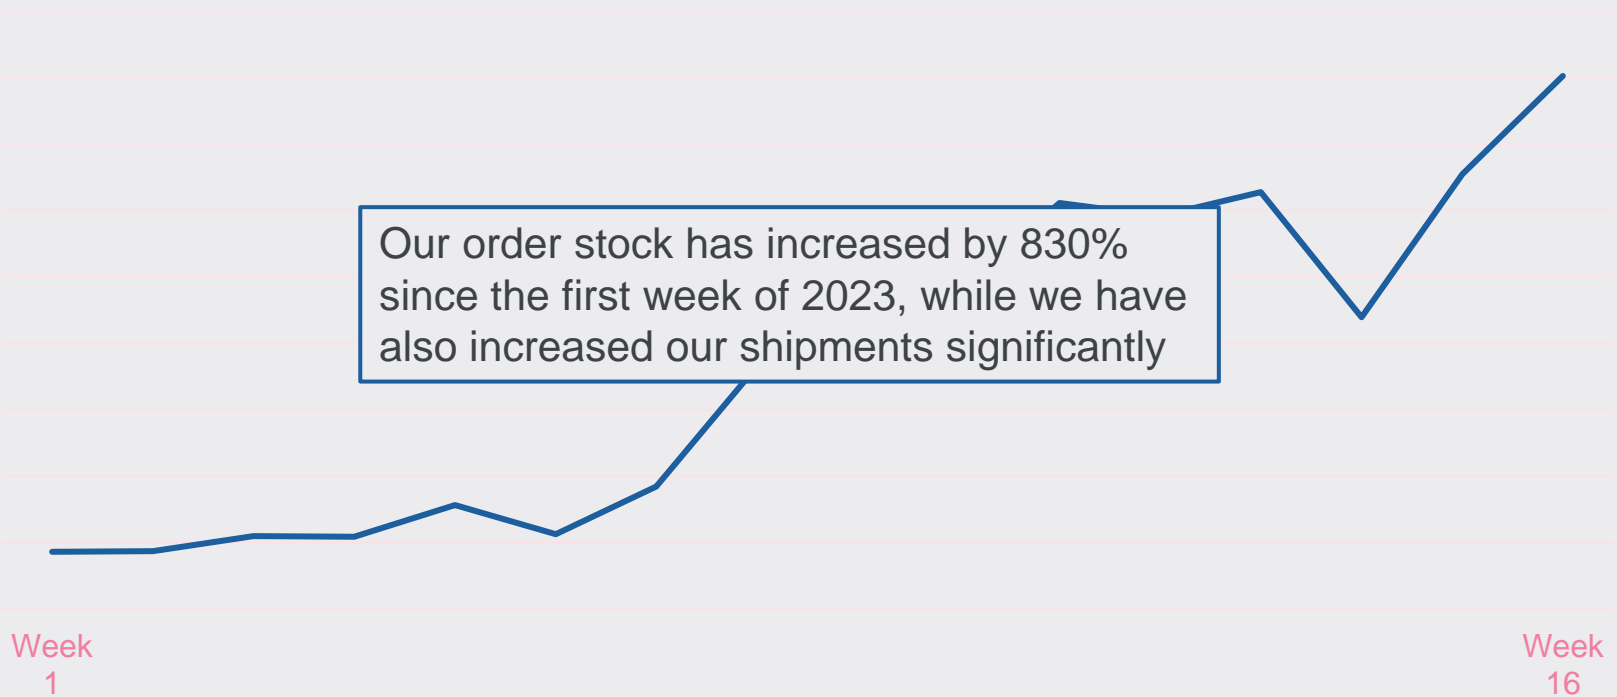 Our order stock has increased by 830%
since the first week of 2023, while we have
also increased our shipments significantly
Week
1
Week
16